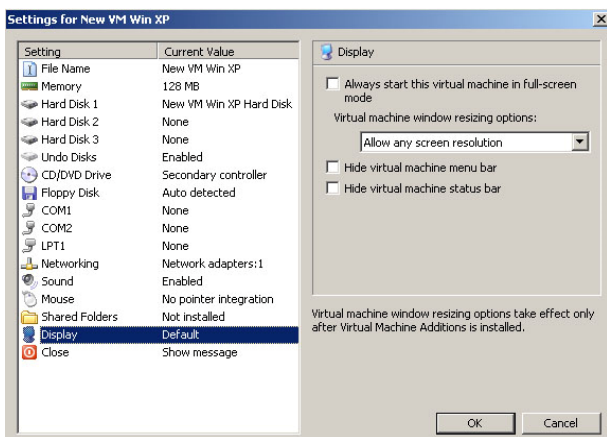 Settings for New VM Win XP
Setting Current Value
File Name New VM Win XP
Memory 128 MB
Hard Disk 1 New VM Win XP Hard Disk
Hard Disk 2 None
Hard Disk 3 None
Undo Disks Enabled
CD/DVD Drive Secondary controller
Floppy Disk Auto detected
COM1 None
COM2 None
LPT1 None
Networking Network adapters:1
Sound Enabled
Mouse No pointer integration
Shared Folders Not installed
Display Default
Close Show message
Display
Always start this virtual machine in full-screen
mode
Virtual machine window resizing options:
Allow any screen resolution
Hide virtual machine menu bar
Hide virtual machine status bar
Virtual machine window resizing options take effect only
after Virtual Machine Additions is installed.
OK Cancel